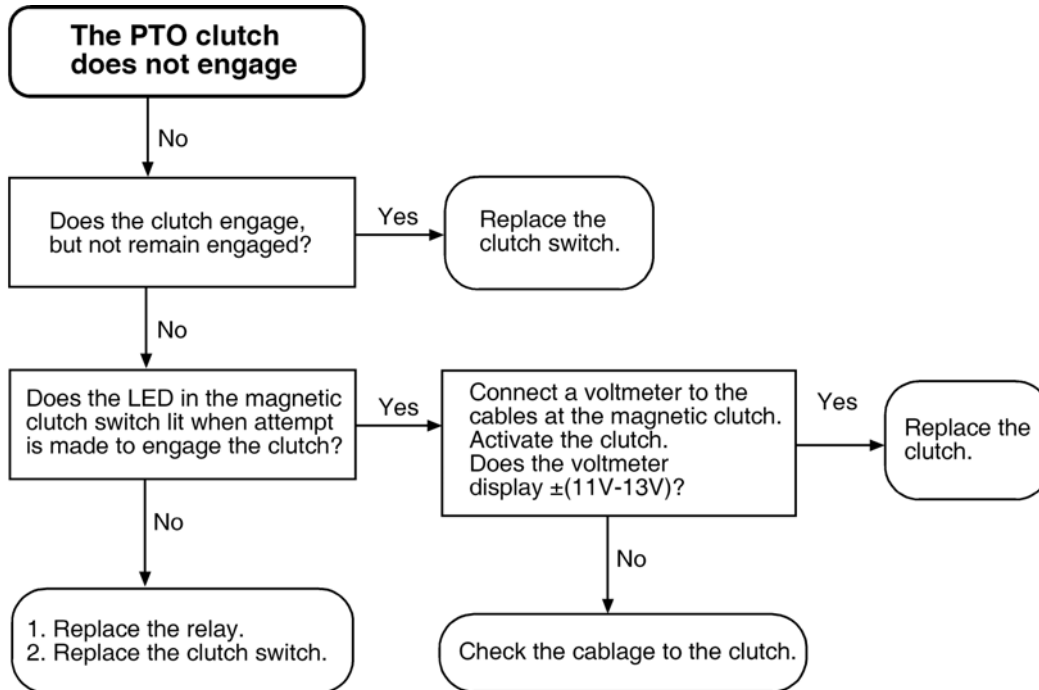 The PTO clutch
does not engage
No
Does the clutch engage,
but not remain engaged?
Yes
Replace the
clutch switch.
No
Does the LED in the magnetic
clutch switch lit when attempt
is made to engage the clutch?
Yes
Connect a voltmeter to the
cables at the magnetic clutch.
Activate the clutch.
Does the voltmeter
display ±(11V-13V)?
Yes
Replace the
clutch.
No
1. Replace the relay.
2. Replace the clutch switch.
No
Check the cablage to the clutch.